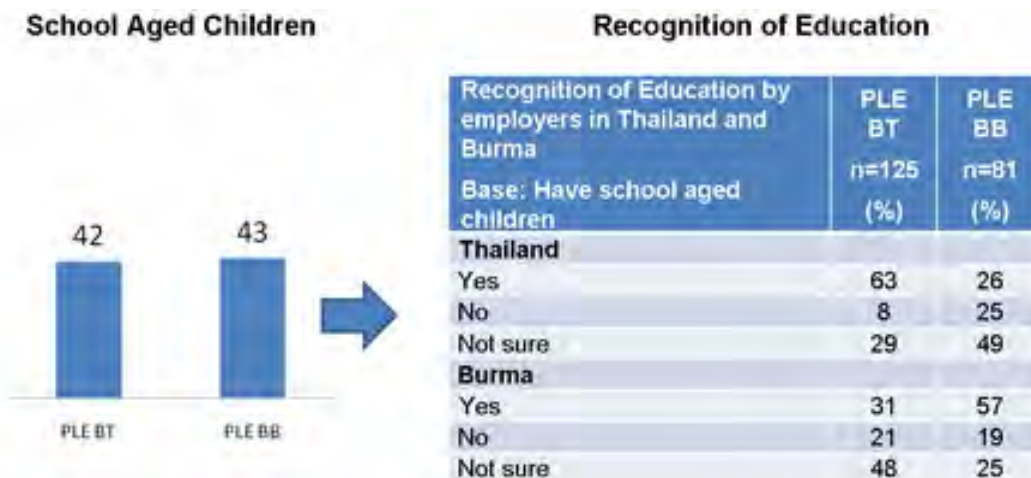 School Aged Children
42 43
PLE BT PLE BB
Recognition of Education
Recognition of Education by employers in Thailand and Burma
Base: Have school aged children
PLE BT n=125 (%)
PLE BB n=81 (%)
Thailand
Yes 63 26
No 8 25
Not sure 29 49
Burma
Yes 31 57
No 21 19
Not sure 48 25